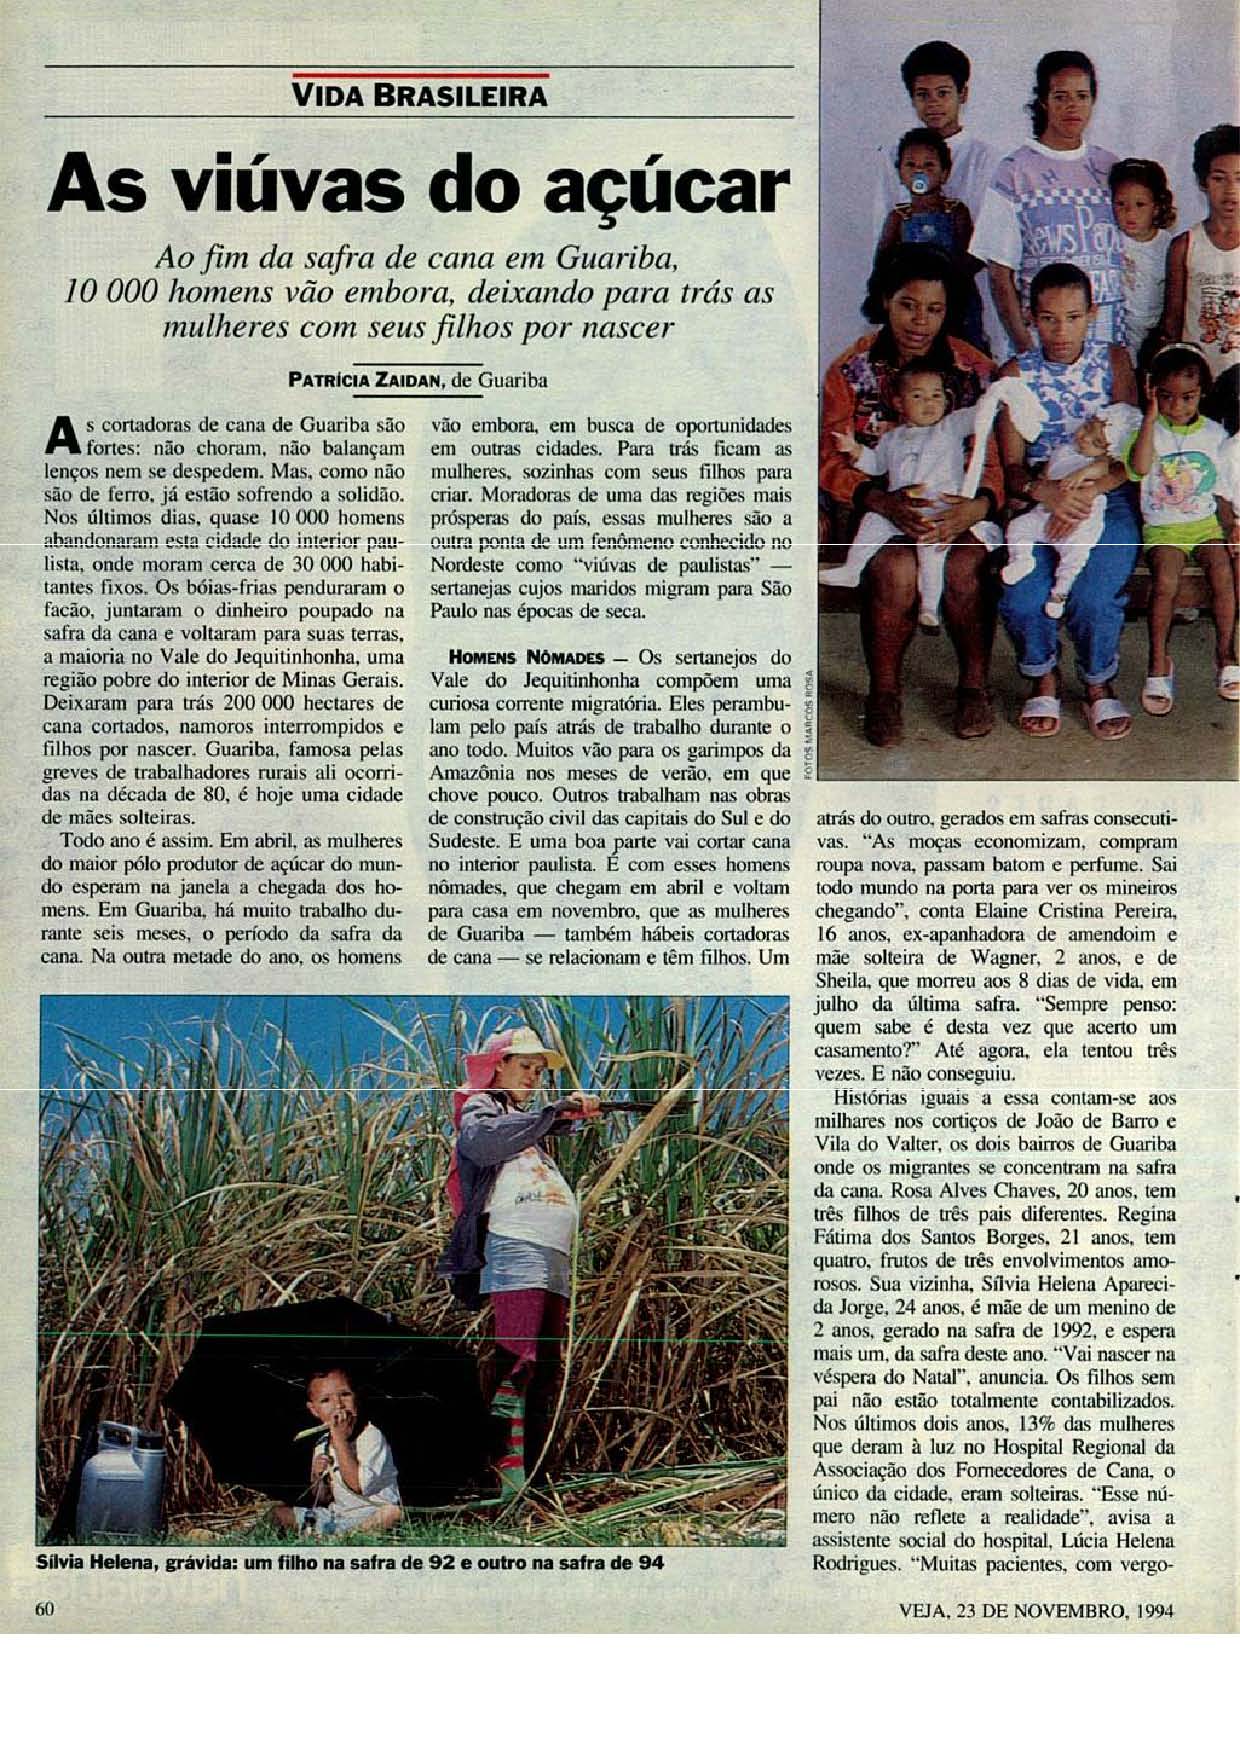 VIDA BRASILEIRA
As viúvas do açúcar
Ao fim da safra de cana em Guariba,
10 000 homens vão embora, deixando para trás as
mulheres com seus filhos por nascer
PATRÍCIA ZAIDAN, de Guariba
As cortadoras de cana de Guariba são
fortes: não choram, não balançam
lenços nem se despedem. Mas, como não
são de ferro, já estão sofrendo a solidão.
Nos últimos dias, quase 10 000 homens
abandonaram esta cidade do interior pau-
lista, onde moram cerca de 30 000 habi-
tantes fixos. Os bóias-frias penduraram o
facão, juntaram o dinheiro poupado na
safra da cana e voltaram para suas terras,
a maioria no Vale do Jequitinhonha, uma
região pobre do interior de Minas Gerais.
Deixaram para trás 200 000 hectares de
cana cortados, namoros interrompidos e
filhos por nascer. Guariba, famosa pelas
greves de trabalhadores rurais ali ocorri-
das na década de 80, é hoje uma cidade
de mães solteiras.
Todo ano é assim. Em abril, as mulheres
do maior pólo produtor de açúcar do mun-
do esperam na janela a chegada dos ho-
mens. Em Guariba, há muito trabalho du-
rante seis meses, o período da safra da
cana. Na outra metade do ano, os homens
vão embora, em busca de oportunidades
em outras cidades. Para trás ficam as
mulheres, sozinhas com seus filhos para
criar. Moradoras de uma das regiões mais
prósperas do país, essas mulheres são a
outra ponta de um fenômeno conhecido no
Nordeste como “viúvas de paulistas” —
sertanejas cujos maridos migram para São
Paulo nas épocas de seca.
HOMENS NÔMADES — Os sertanejos do
Vale do Jequitinhonha compõem uma
curiosa corrente migratória. Eles perambu-
lam pelo país atrás de trabalho durante o
ano todo. Muitos vão para os garimpos da
Amazônia nos meses de verão, em que
chove pouco. Outros trabalham nas obras
de construção civil das capitais do Sul e do
Sudeste. E uma boa parte vai cortar cana
no interior paulista. É com esses homens
nômades, que chegam em abril e voltam
para casa em novembro, que as mulheres
de Guariba — também hábeis cortadoras
de cana — se relacionam e têm filhos. Um
FOTOS MARCOS ROSA
atrás do outro, gerados em safras consecuti-
vas. “As moças economizam, compram
roupa nova, passam batom e perfume. Sai
todo mundo na porta para ver os mineiros
chegando”, conta Elaine Cristina Pereira,
16 anos, ex-apanhadora de amendoim e
mãe solteira de Wagner, 2 anos, e de
Sheila, que morreu aos 8 dias de vida, em
julho da última safra. “Sempre penso:
quem sabe é desta vez que acerto um
casamento?” Até agora, ela tentou três
vezes. E não conseguiu.
Histórias iguais a essa contam-se aos
milhares nos cortiços de João de Barro e
Vila do Valter, os dois bairros de Guariba
onde os migrantes se concentram na safra
da cana. Rosa Alves Chaves, 20 anos, tem
três filhos de três pais diferentes. Regina
Fátima dos Santos Borges, 21 anos, tem
quatro, frutos de três envolvimentos amo-
rosos. Sua vizinha, Sílvia Helena Apareci-
da Jorge, 24 anos, é mãe de um menino de
2 anos, gerado na safra de 1992, e espera
mais um, da safra deste ano. “Vai nascer na
véspera do Natal”, anuncia. Os filhos sem
pai não estão totalmente contabilizados.
Nos últimos dois anos, 13% das mulheres
que deram à luz no Hospital Regional da
Associação dos Fornecedores de Cana, o
único da cidade, eram solteiras. “Esse nú-
mero não reflete a realidade”, avisa a
assistente social do hospital, Lúcia Helena
Rodrigues. “Muitas pacientes, com vergo-
Sílvia Helena, grávida: um filho na safra de 92 e outro na safra de 94
60
VEJA, 23 DE NOVEMBRO, 1994